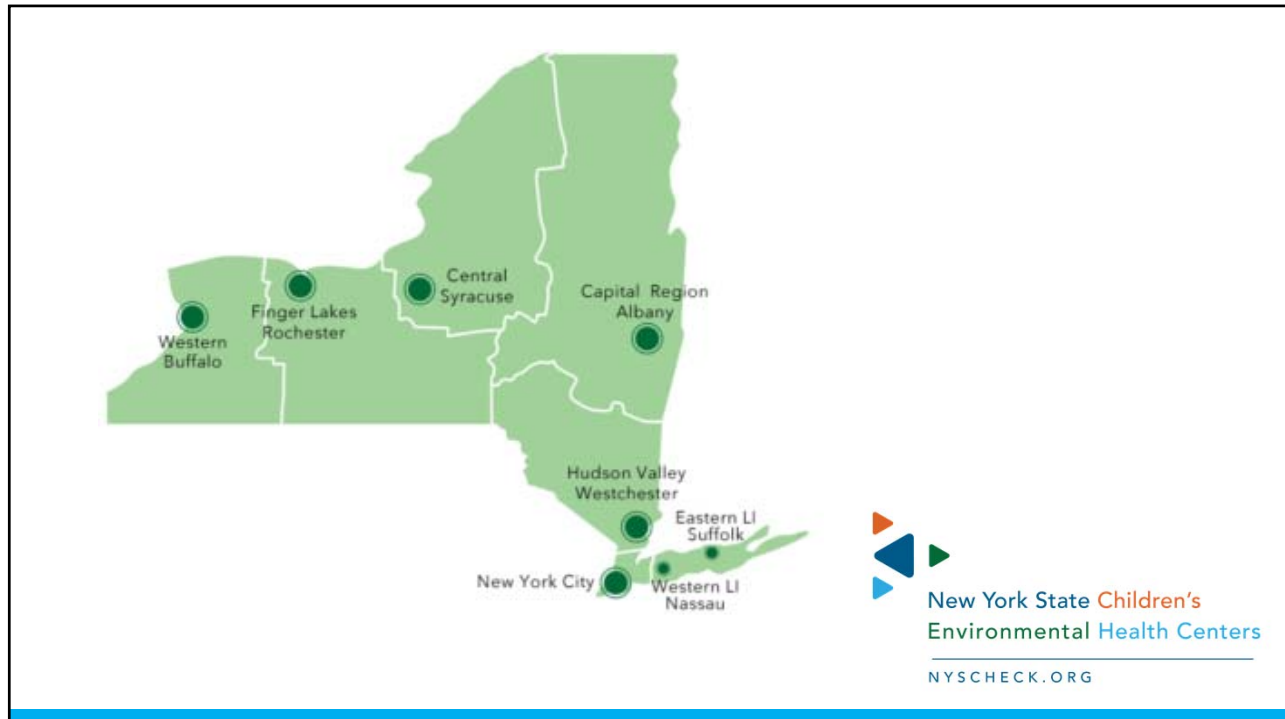 Central
Syracuse
Capital Region
Albany
Finger Lakes
Rochester
Western
Buffalo
Hudson Valley
Westchester
Eastern LI
Suffolk
New York City
Western LI
Nassau
New York State Children's
Environmental Health Centers
NYSCHECK.ORG